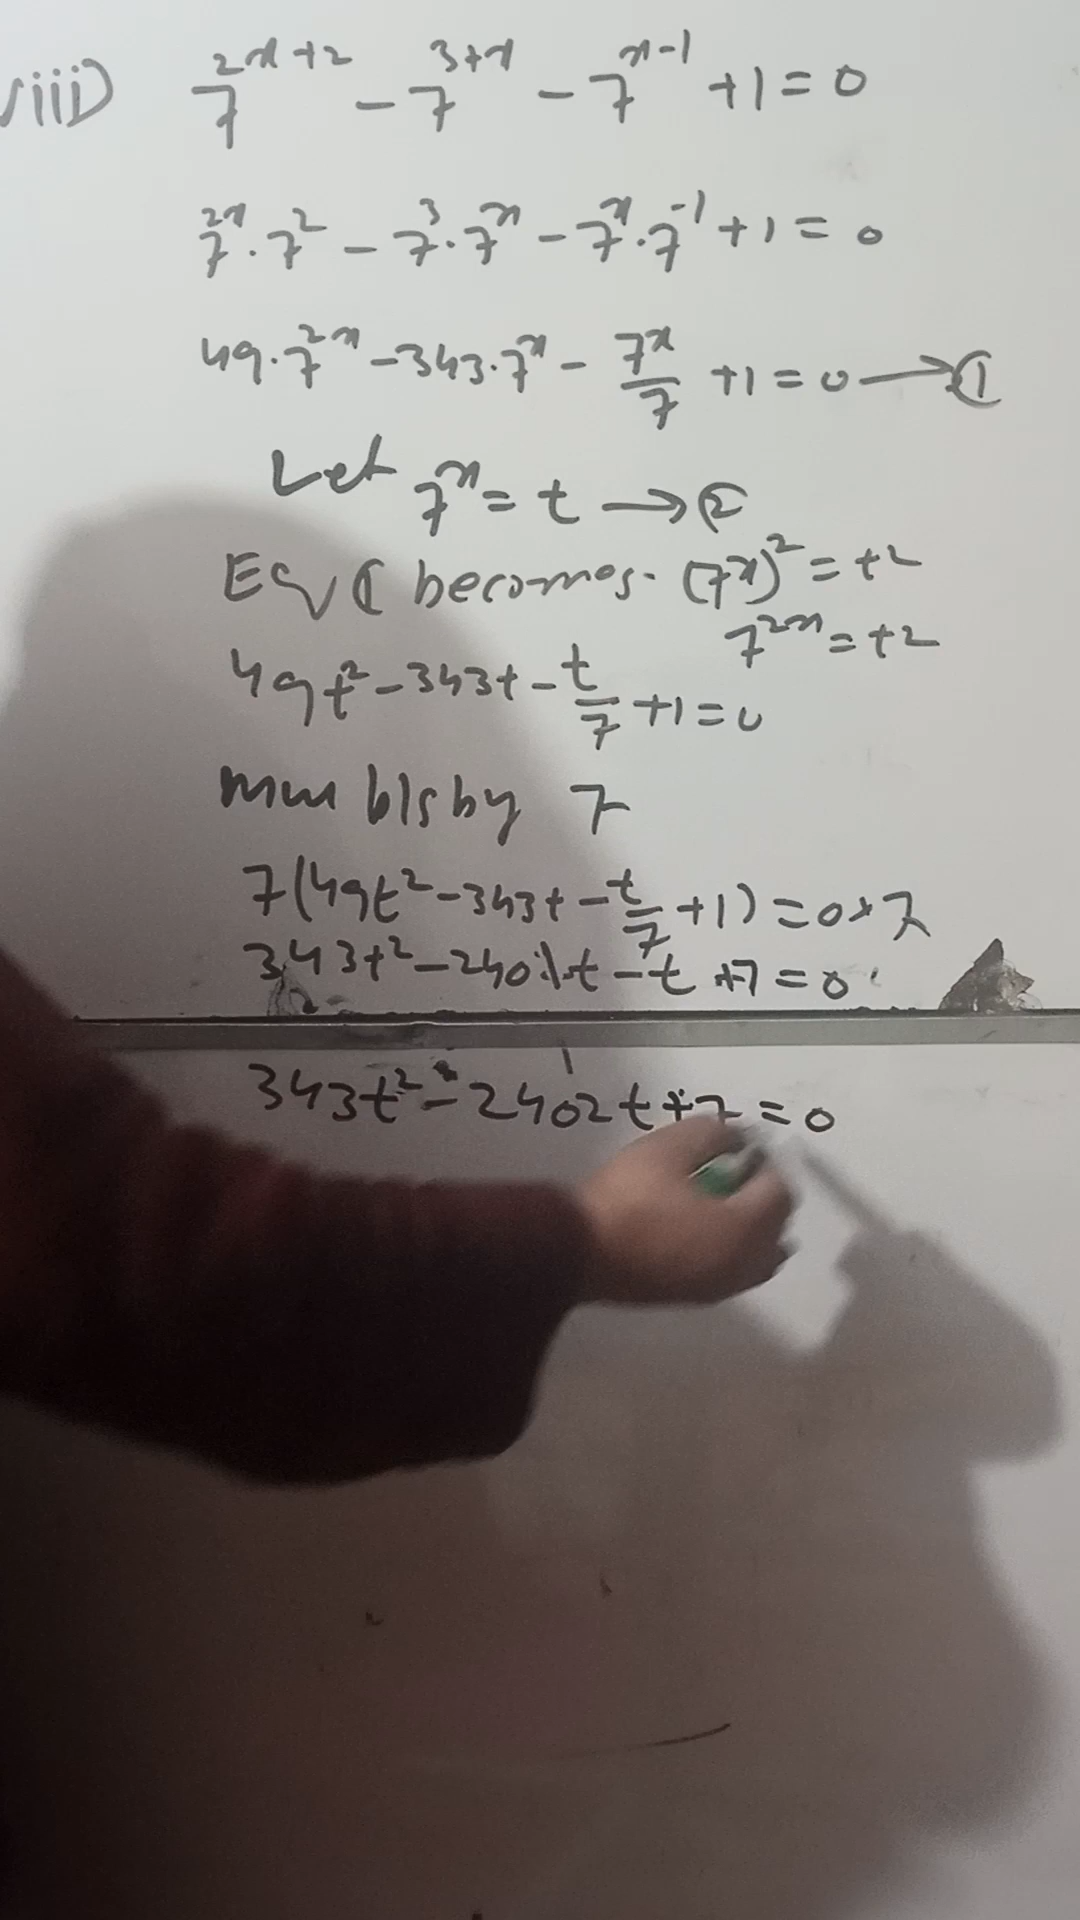 viii) 7^{2x+2} - 7^{3+x} - 7^{x-1} + 1 = 0
7^{2x} · 7^2 - 7^3 · 7^x - 7^x · 7^{-1} + 1 = 0
49 · 7^{2x} - 343 · 7^x - 7^x/7 + 1 = 0 → ①
Let 7^x = t → ②
Eq ① becomes. (7^x)^2 = t^2
7^{2x} = t^2
49t^2 - 343t - t/7 + 1 = 0
b/s by 7
7(49t^2 - 343t - t/7 + 1) = 0 × 7
343t^2 - 2401t - t + 7 = 0
343t^2 - 2402t + 7 = 0